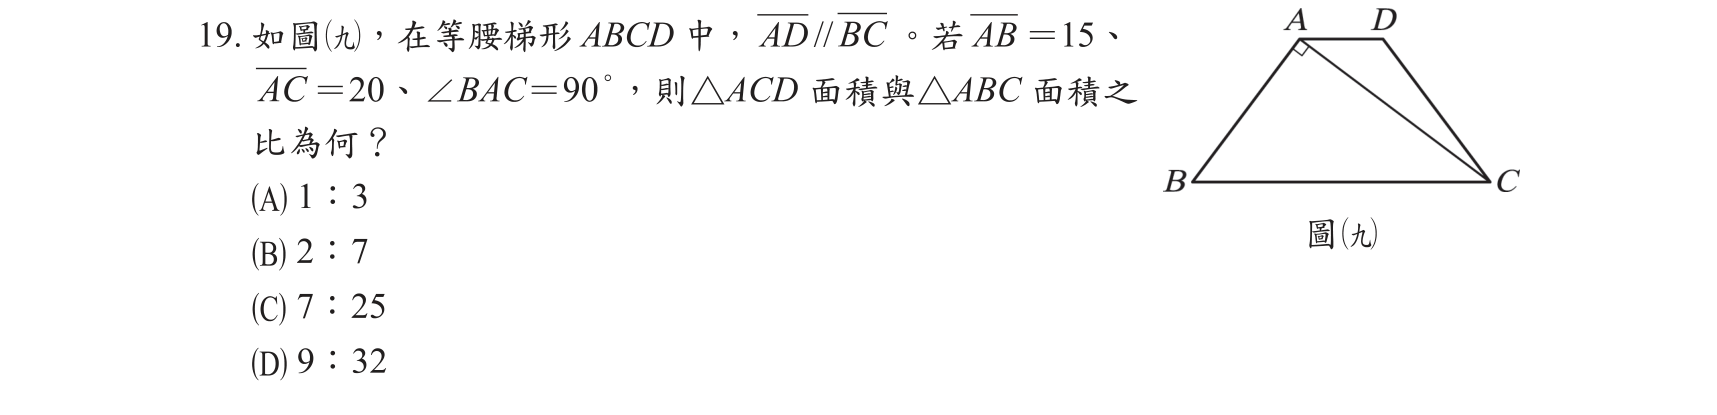 19. 如圖(九)，在等腰梯形 ABCD 中，AD // BC 。若 AB =15、
AC =20、∠BAC=90°，則△ACD 面積與△ABC 面積之
比為何？
(A) 1：3
(B) 2：7
(C) 7：25
(D) 9：32
A D
B C
圖(九)